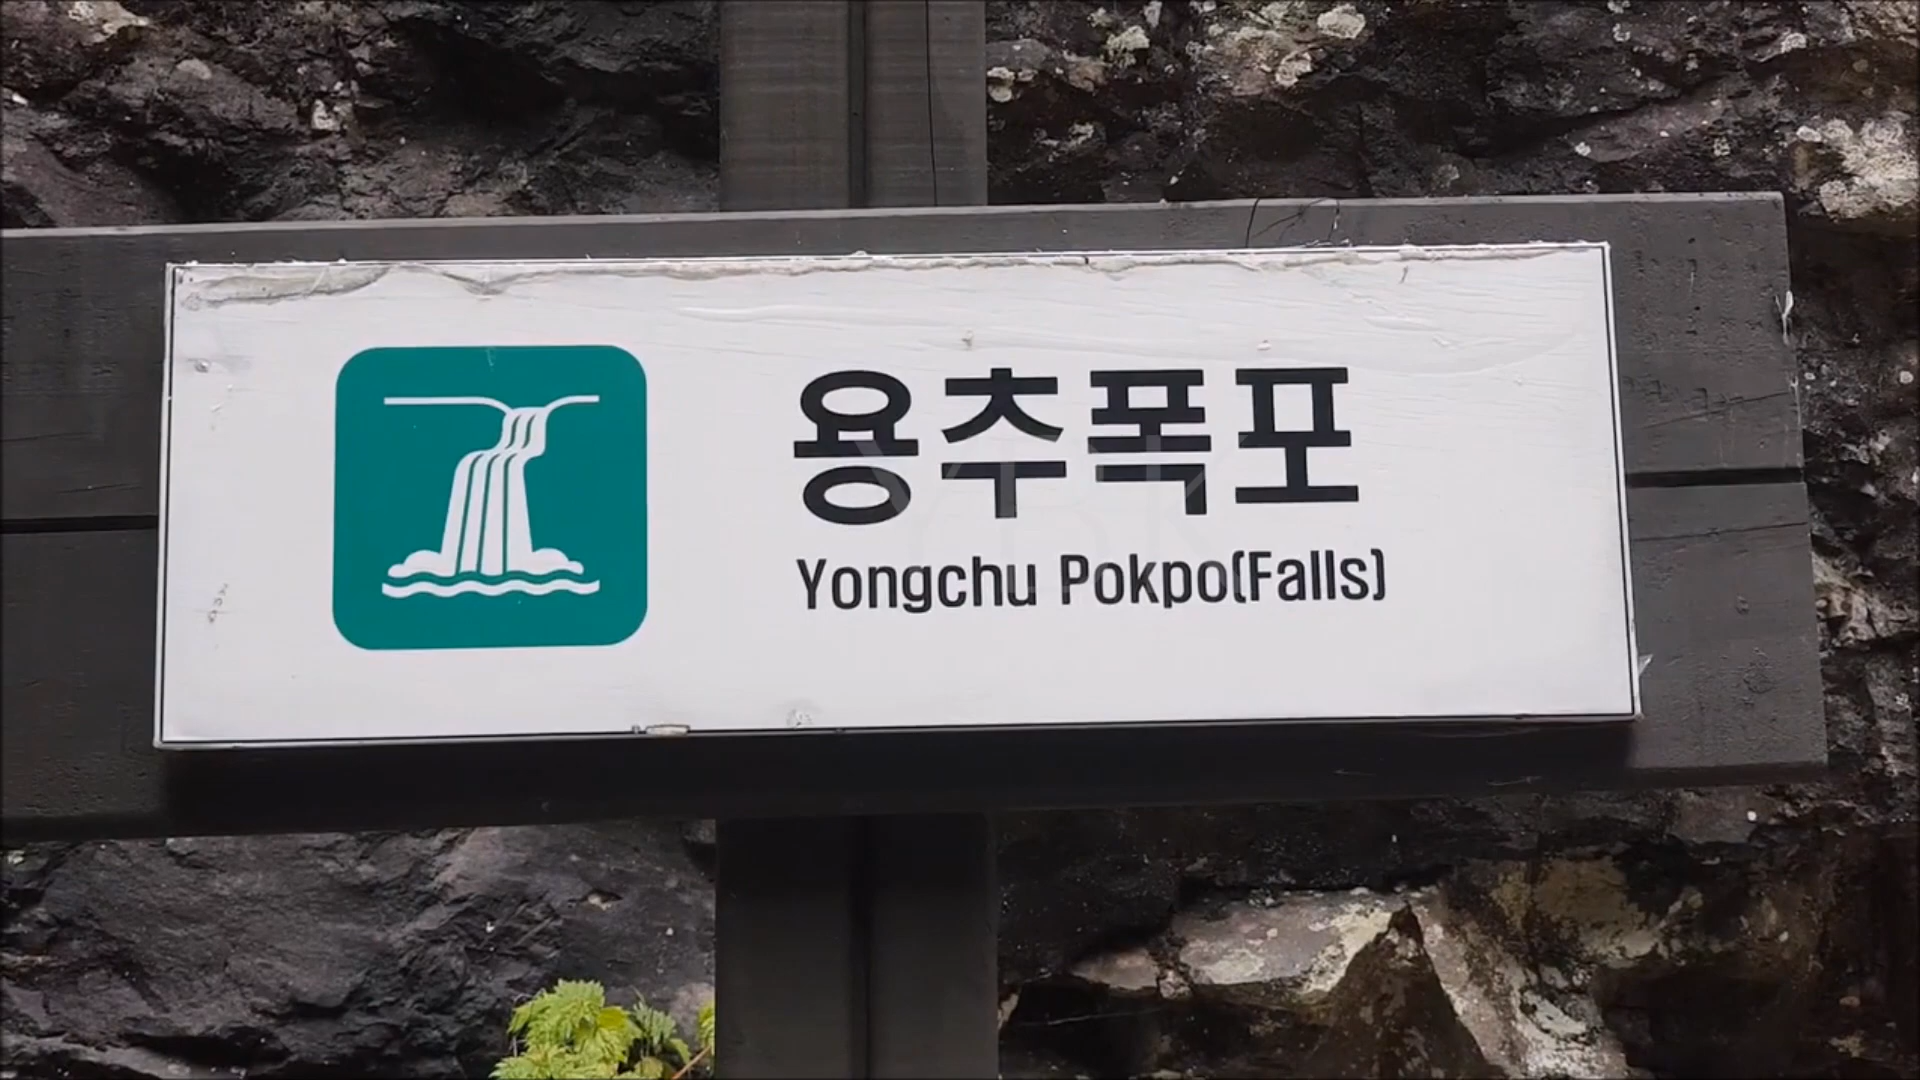 용추폭포
Yongchu Pokpo(Falls)